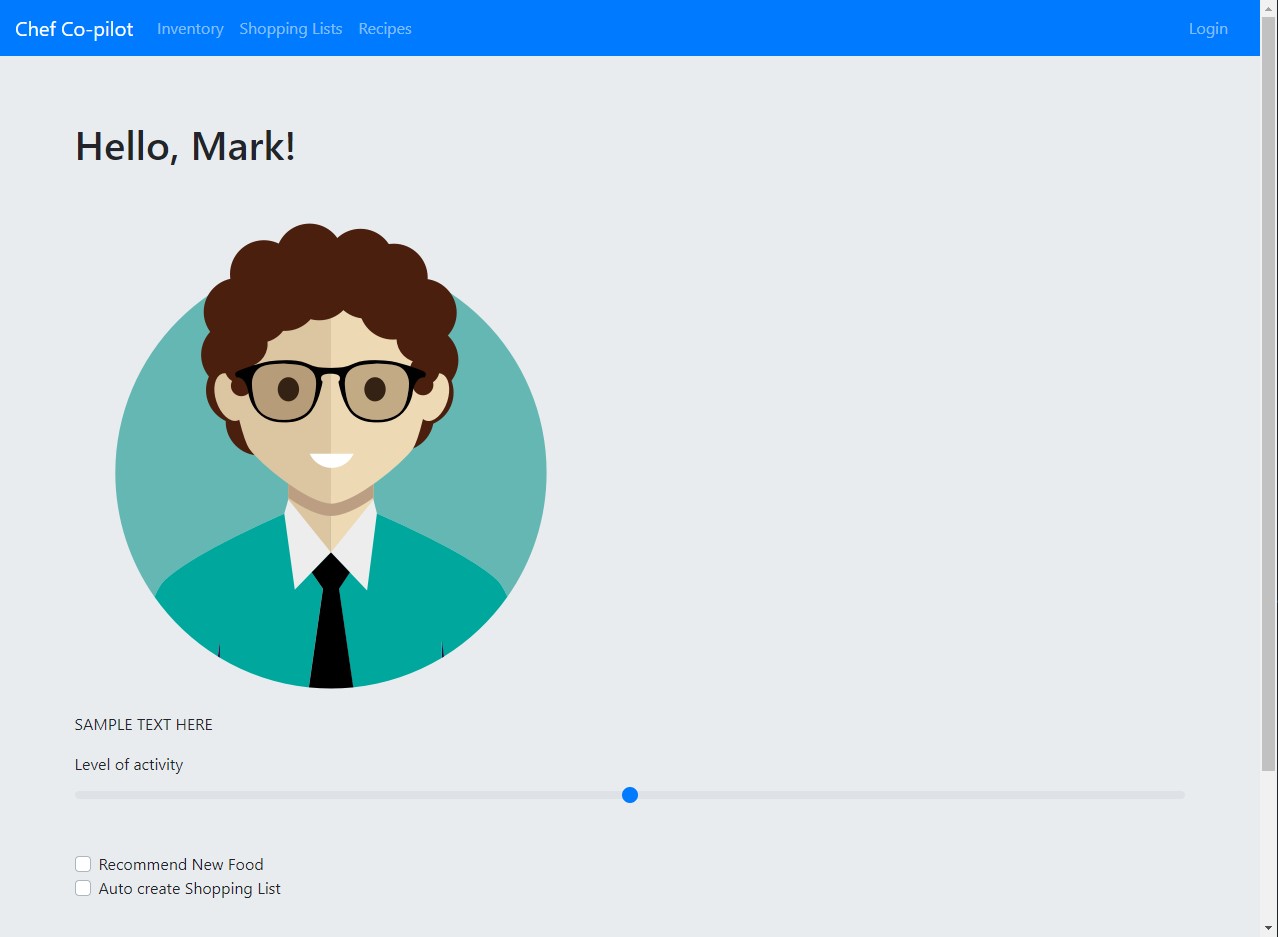 Chef Co-pilot Inventory Shopping Lists Recipes Login
Hello, Mark!
SAMPLE TEXT HERE
Level of activity
Recommend New Food
Auto create Shopping List